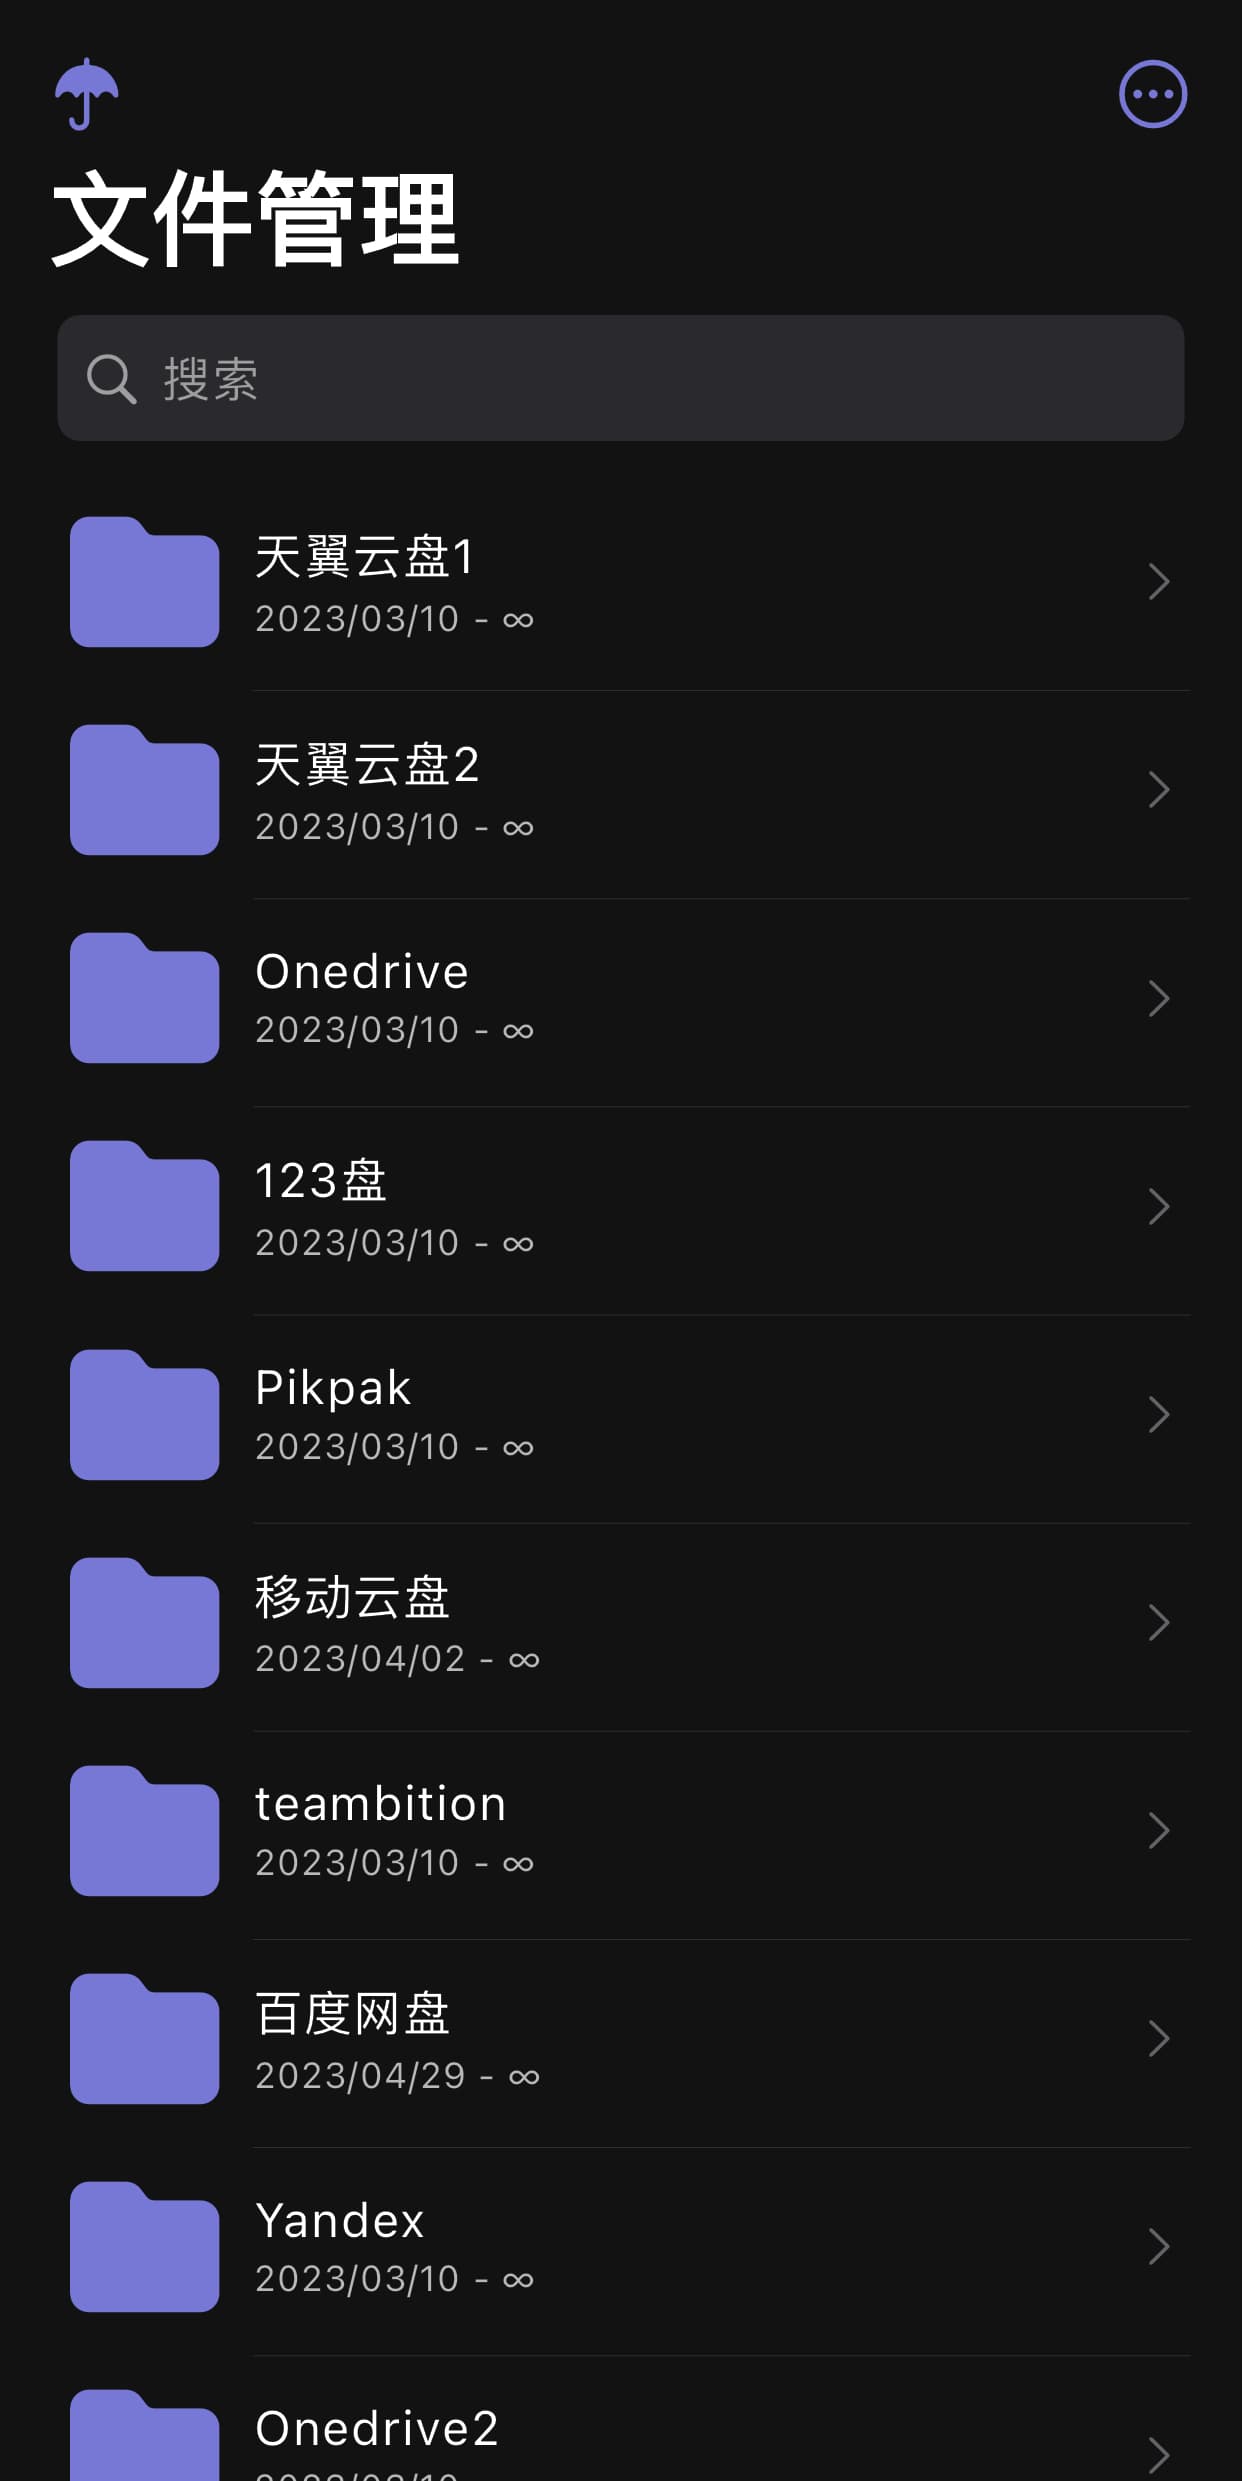 文件管理
搜索
天翼云盘1
2023/03/10 - ∞
天翼云盘2
2023/03/10 - ∞
Onedrive
2023/03/10 - ∞
123盘
2023/03/10 - ∞
Pikpak
2023/03/10 - ∞
移动云盘
2023/04/02 - ∞
teambition
2023/03/10 - ∞
百度网盘
2023/04/29 - ∞
Yandex
2023/03/10 - ∞
Onedrive2